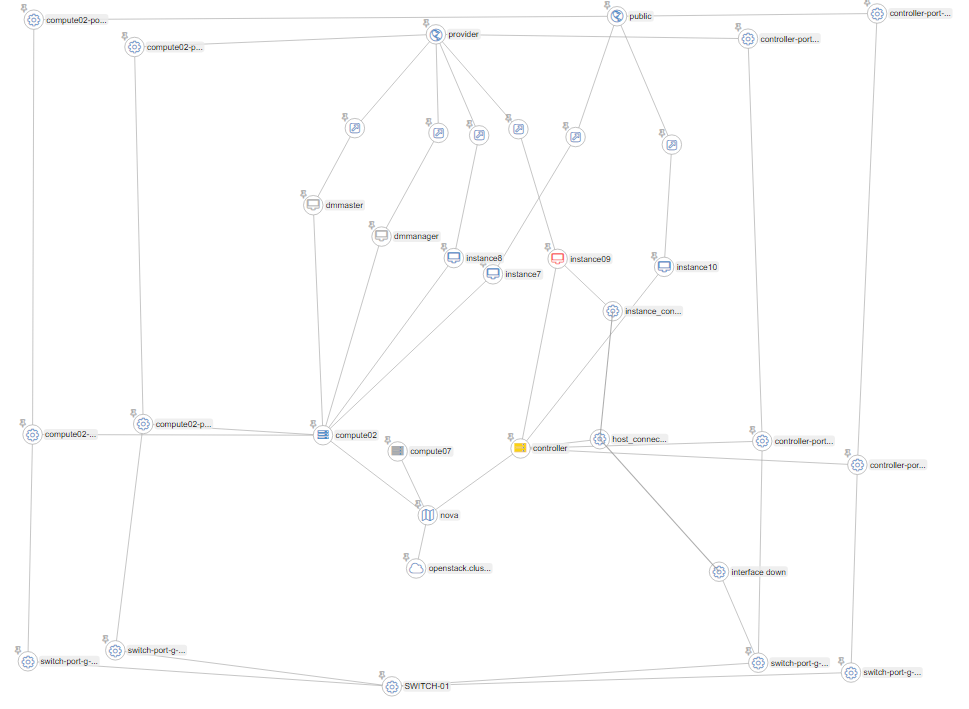 compute02-po...
public
controller-port-...
provider
compute02-p...
controller-port...
dmmaster
dmmanager
instance8
instance7
instance09
instance10
instance_con...
compute02-...
compute02-p...
compute02
compute07
controller
host_connec...
controller-port...
controller-por...
nova
openstack.clus...
interface down
switch-port-g-...
switch-port-g-...
switch-port-g-...
switch-port-g-...
SWITCH-01